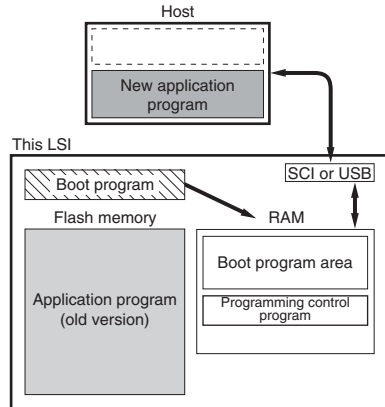 Host
New application
program
This LSI
SCI or USB
Boot program
Flash memory
RAM
Boot program area
Application program
(old version)
Programming control
program